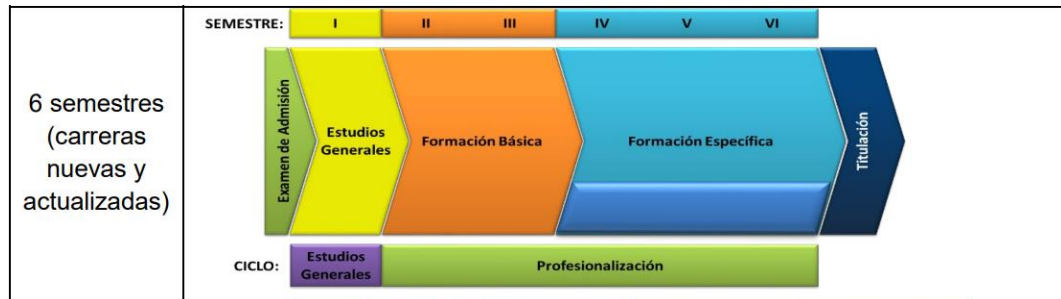 6 semestres
(carreras
nuevas y
actualizadas)
SEMESTRE: I II III IV V VI
Examen de Admisión
Estudios
Generales
Formación Básica
Formación Específica
Titulación
CICLO:
Estudios
Generales
Profesionalización